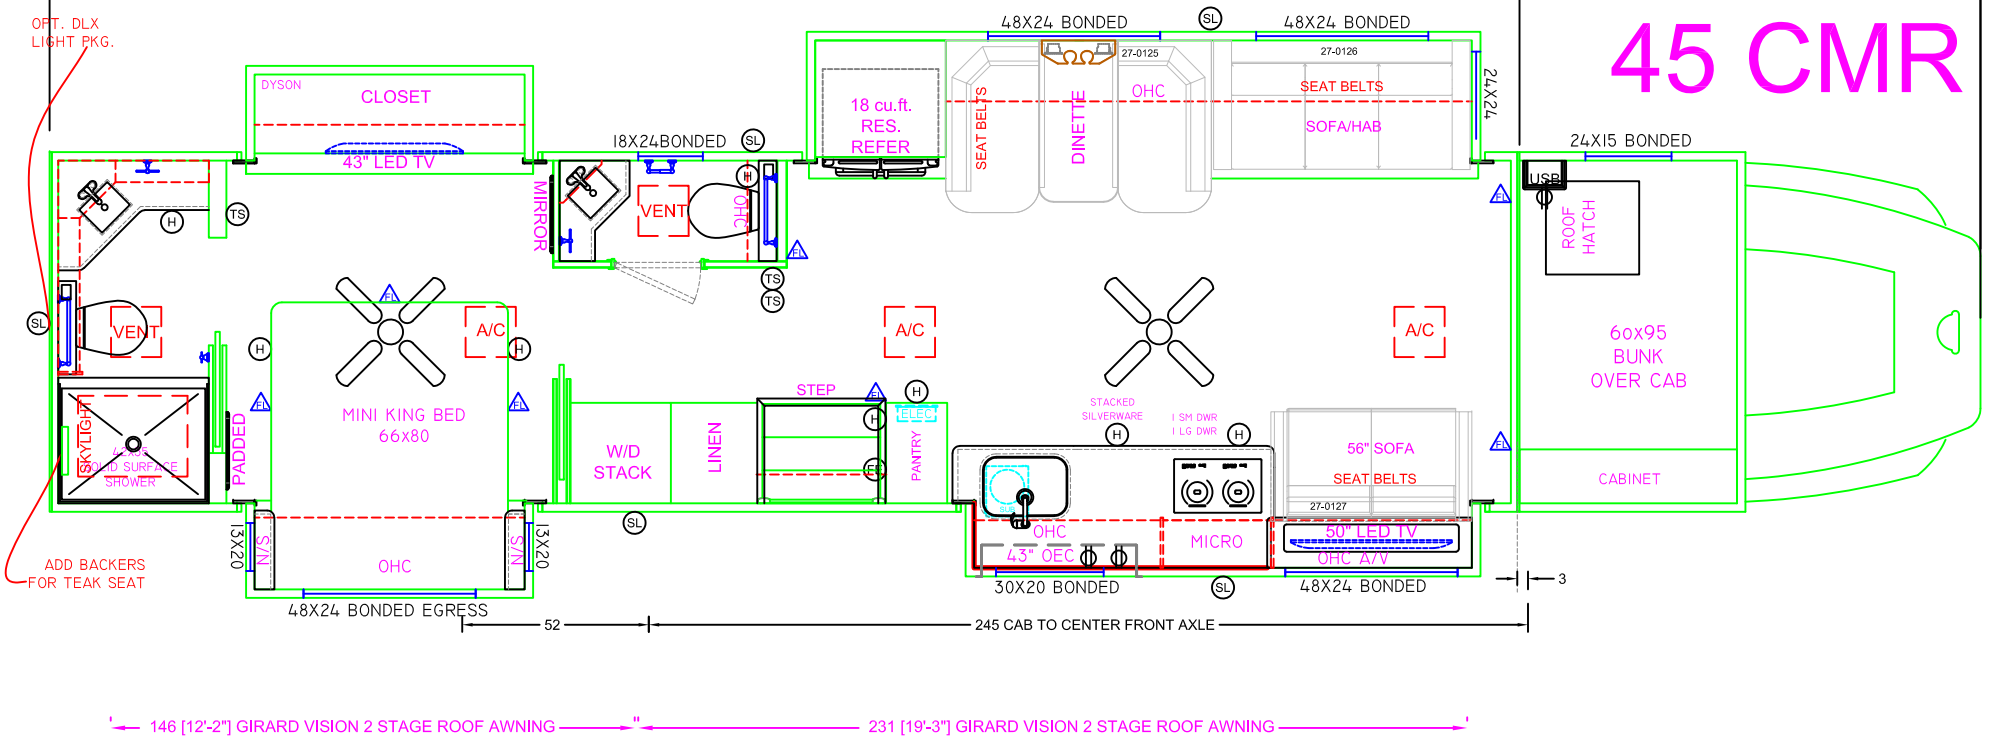 OPT. DLX
LIGHT PKG.
48X24 BONDED
SL
48X24 BONDED
45 CMR
27-0125
27-0126
DYSON
CLOSET
18 cu.ft.
RES.
REFER
SEAT BELTS
DINETTE
OHC
SEAT BELTS
SOFA/HAB
24X24
43" LED TV
18X24BONDED
SL
24X15 BONDED
H
TS
MIRROR
VENT
OHC
H
FL
TS
TS
FL
USB
ROOF
HATCH
SL
VENT
H
FL
A/C
H
A/C
A/C
60x95
BUNK
OVER CAB
SKYLIGHT
SOLID SURFACE
SHOWER
PADDED
FL
MINI KING BED
66x80
FL
W/D
STACK
LINEN
STEP
FL
H
H
ELEC
PANTRY
STACKED
SILVERWARE
1 SM DWR
1 LG DWR
H
H
56" SOFA
SEAT BELTS
27-0127
FL
CABINET
ADD BACKERS
FOR TEAK SEAT
13X20
S/N
OHC
S/N
13X20
SL
OHC
43" OEC
MICRO
50" LED TV
OHC A/V
48X24 BONDED EGRESS
30X20 BONDED
SL
48X24 BONDED
3
52
245 CAB TO CENTER FRONT AXLE
146 [12'-2"] GIRARD VISION 2 STAGE ROOF AWNING
231 [19'-3"] GIRARD VISION 2 STAGE ROOF AWNING